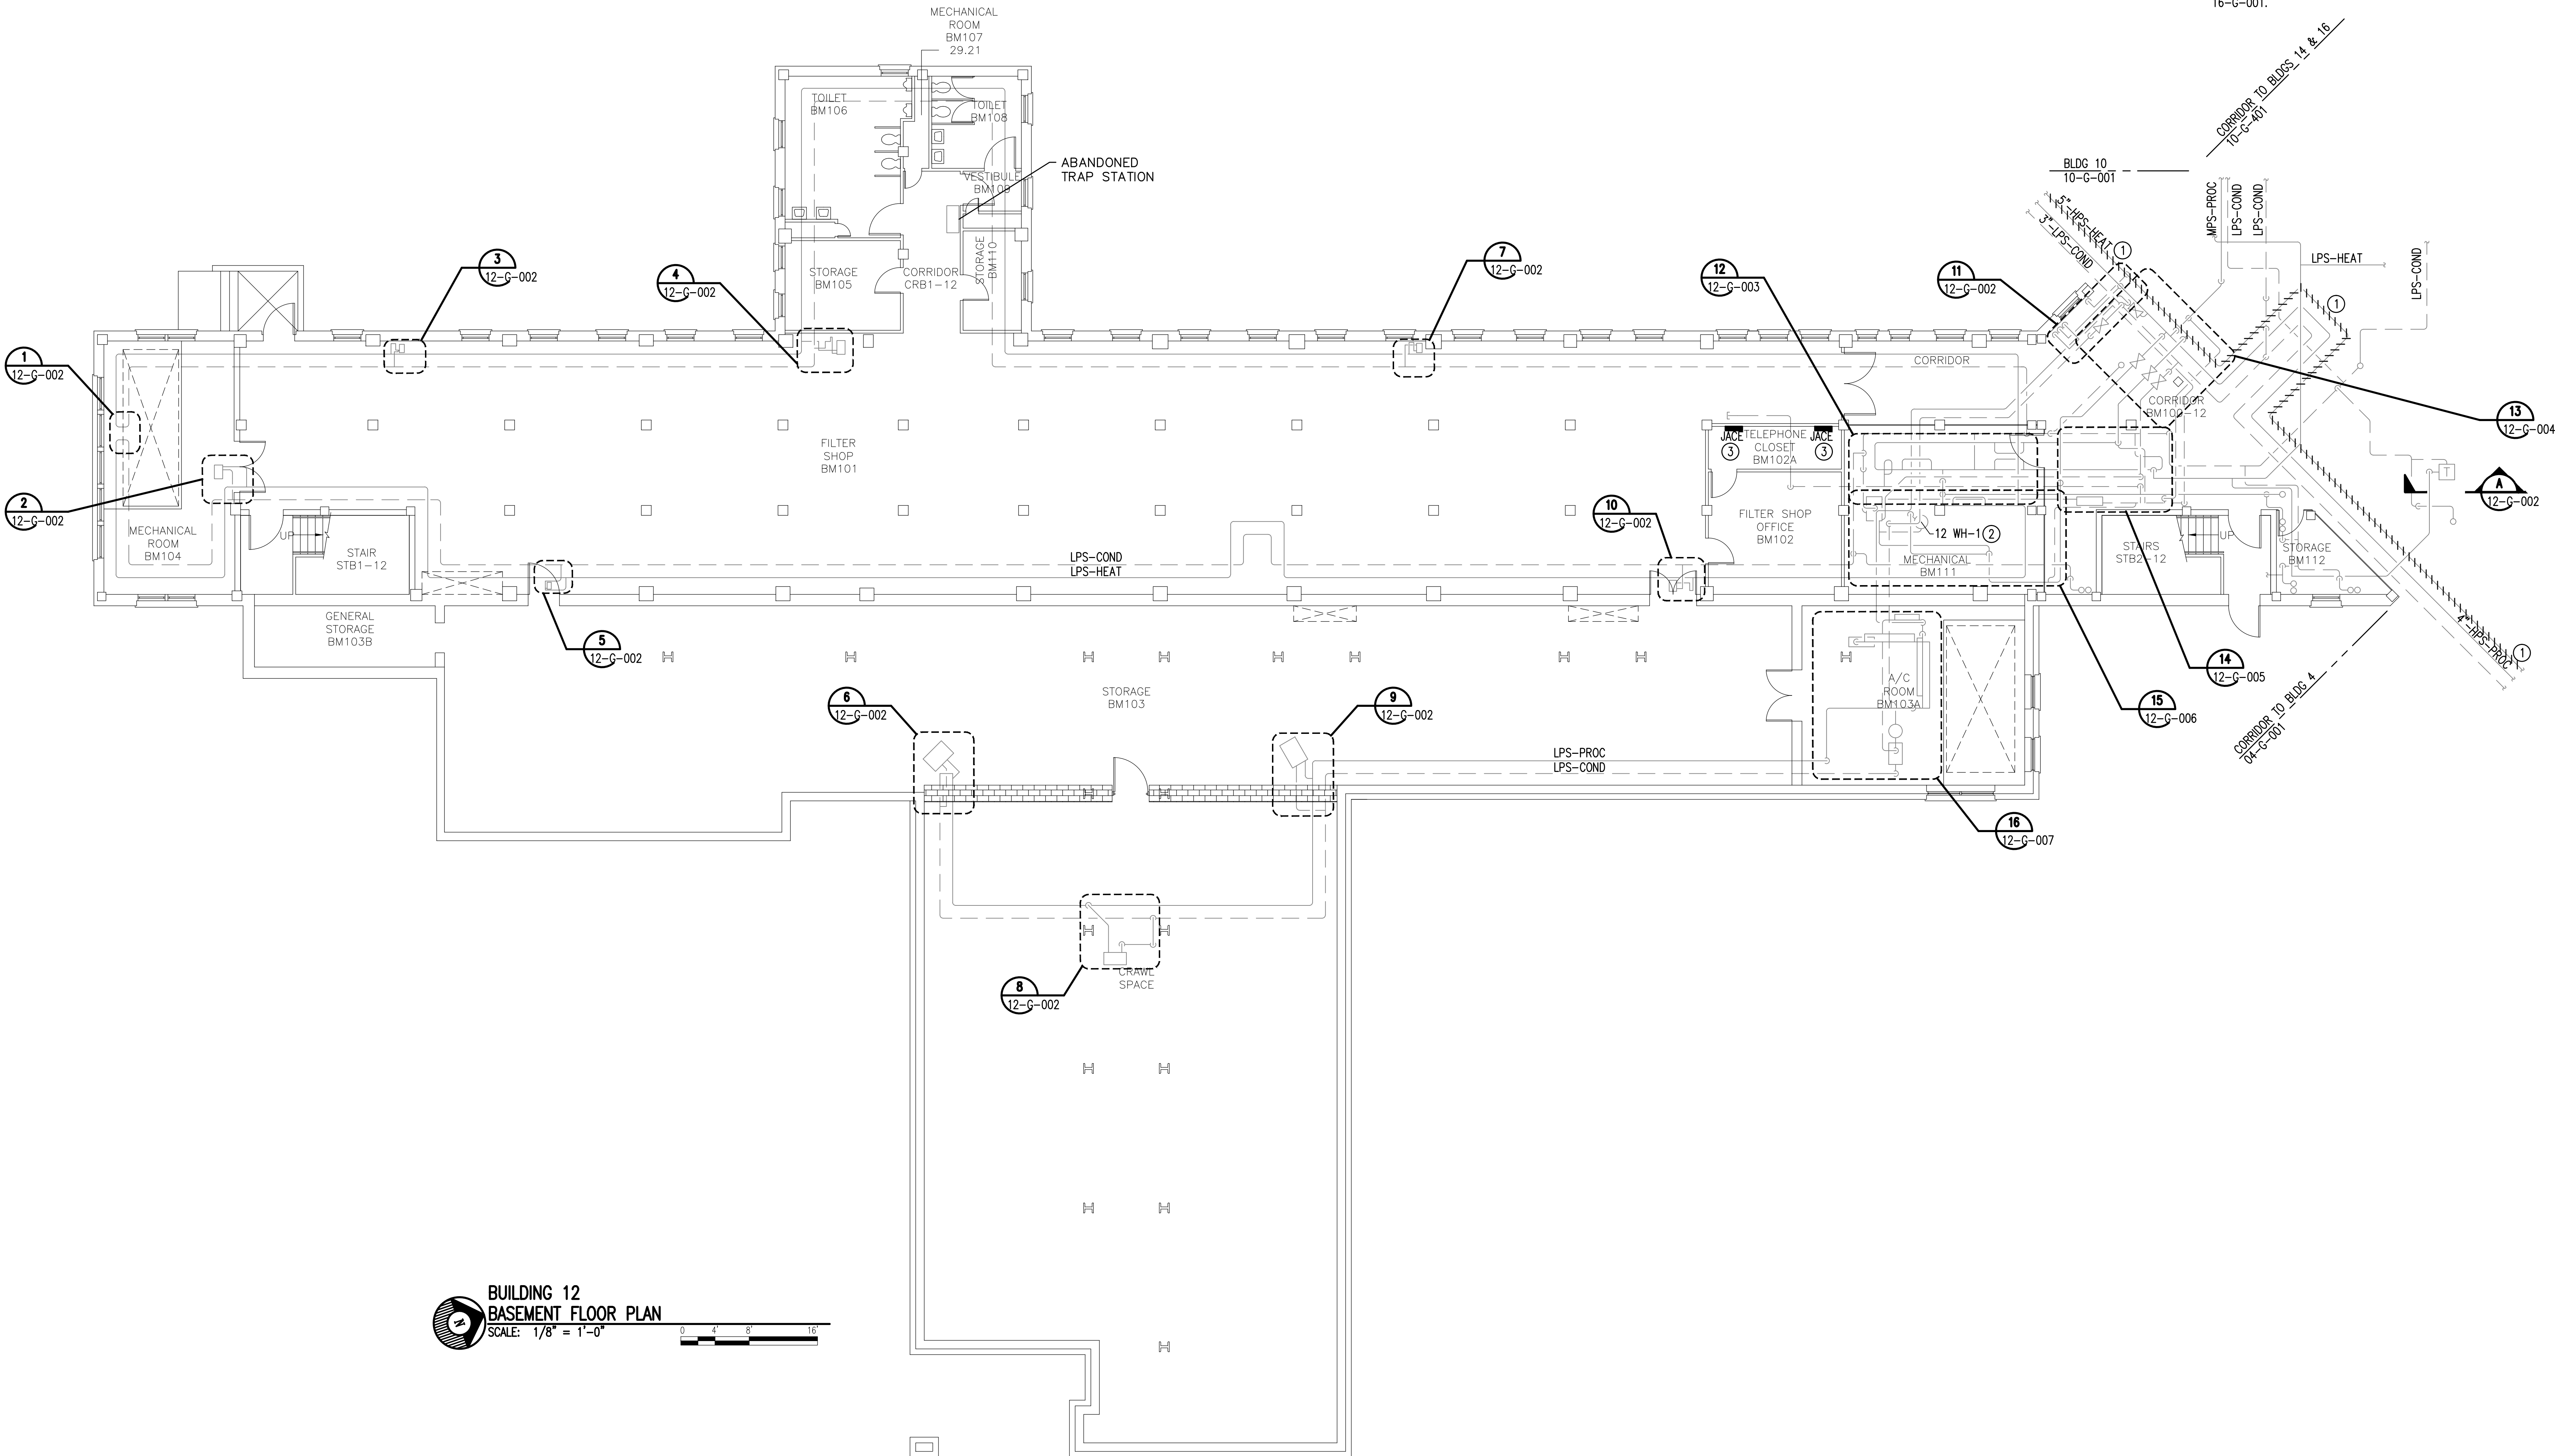 16-G-001.
MECHANICAL
ROOM
BM107
29.21
CORRIDOR TO BLDGS 14 & 16
10-G-401
TOILET
BM106
TOILET
BM108
ABANDONED
TRAP STATION
VESTIBULE
BM109
BLDG 10
10-G-001
MPS-PROC
LPS-COND
LPS-COND
5"-HPS-HEAT
1
3"-LPS-COND
LPS-HEAT
LPS-COND
1
3
12-G-002
4
12-G-002
STORAGE
BM105
CORRIDOR
CRB1-12
STORAGE
BM110
7
12-G-002
12
12-G-003
11
12-G-002
1
12-G-002
CORRIDOR
CORRIDOR
BM100-12
13
12-G-004
FILTER
SHOP
BM101
JACE
3
TELEPHONE
CLOSET
BM102A
JACE
3
T
A
12-G-002
2
12-G-002
MECHANICAL
ROOM
BM104
UP
STAIR
STB1-12
10
12-G-002
FILTER SHOP
OFFICE
BM102
12 WH-1
2
MECHANICAL
BM111
STAIRS
STB2-12
UP
STORAGE
BM112
LPS-COND
LPS-HEAT
GENERAL
STORAGE
BM103B
5
12-G-002
4"-HPS-PROC
1
14
12-G-005
6
12-G-002
STORAGE
BM103
9
12-G-002
A/C
ROOM
BM103A
15
12-G-006
CORRIDOR TO BLDG 4
04-G-001
LPS-PROC
LPS-COND
16
12-G-007
8
12-G-002
CRAWL
SPACE
N
BUILDING 12
BASEMENT FLOOR PLAN
SCALE: 1/8" = 1'-0"
0 4' 8' 16'